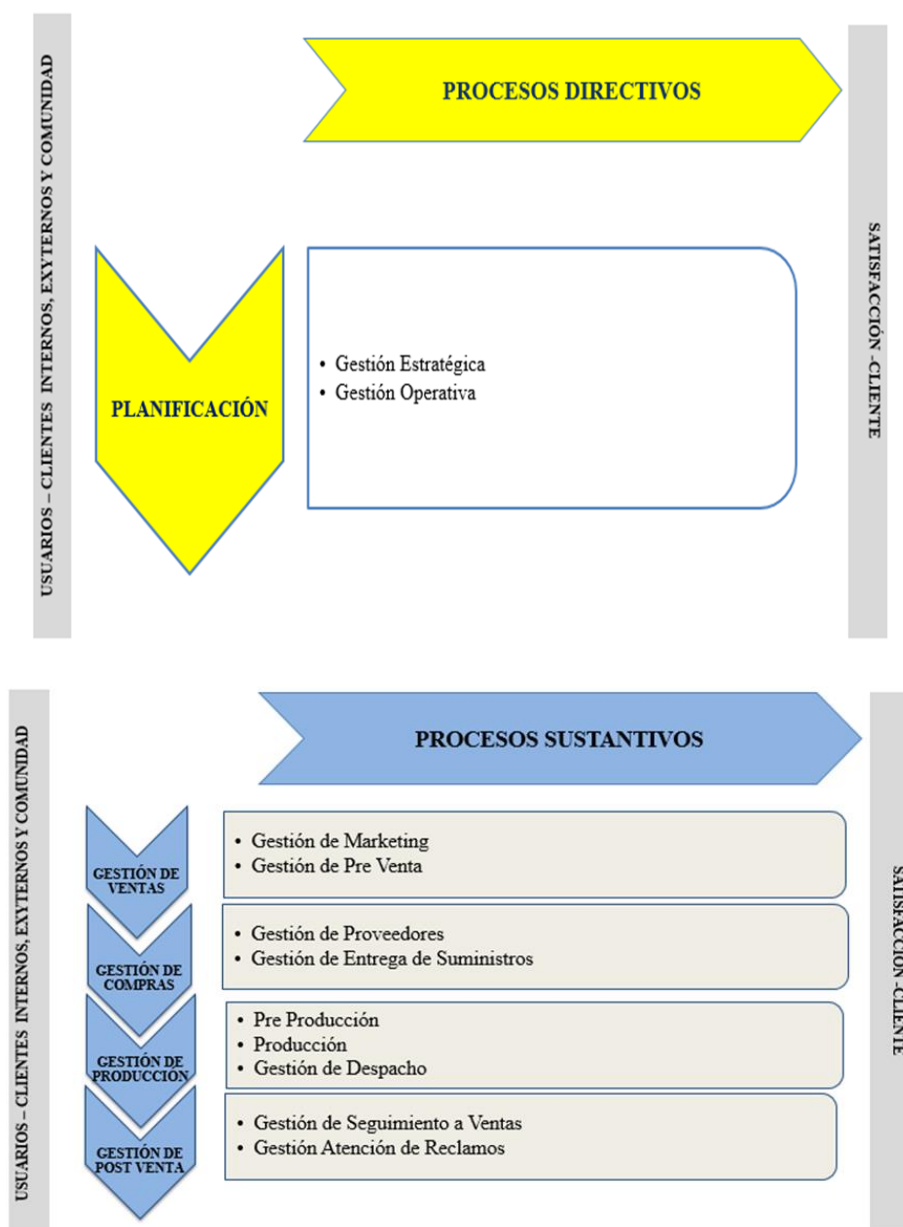 USUARIOS – CLIENTES INTERNOS, EXYTERNOS Y COMUNIDAD
PROCESOS DIRECTIVOS
PLANIFICACIÓN
• Gestión Estratégica
• Gestión Operativa
SATISFACCIÓN -CLIENTE
USUARIOS – CLIENTES INTERNOS, EXYTERNOS Y COMUNIDAD
PROCESOS SUSTANTIVOS
GESTIÓN DE
VENTAS
• Gestión de Marketing
• Gestión de Pre Venta
GESTIÓN DE
COMPRAS
• Gestión de Proveedores
• Gestión de Entrega de Suministros
GESTIÓN DE
PRODUCCIÓN
• Pre Producción
• Producción
• Gestión de Despacho
GESTIÓN DE
POST VENTA
• Gestión de Seguimiento a Ventas
• Gestión Atención de Reclamos
SATISFACCIÓN -CLIENTE